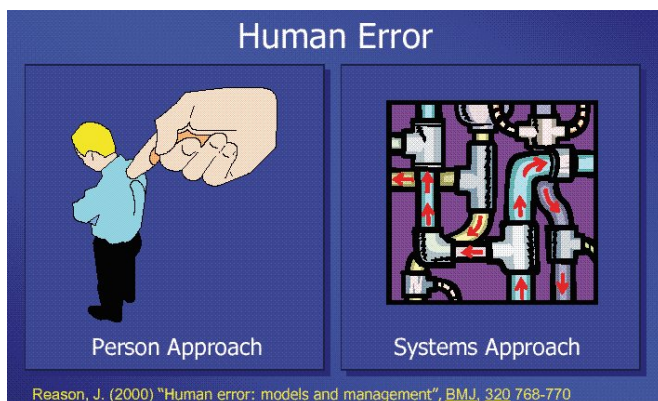 Human Error
Person Approach
Systems Approach
Reason, J. (2000) "Human error: models and management", BMJ, 320 768-770